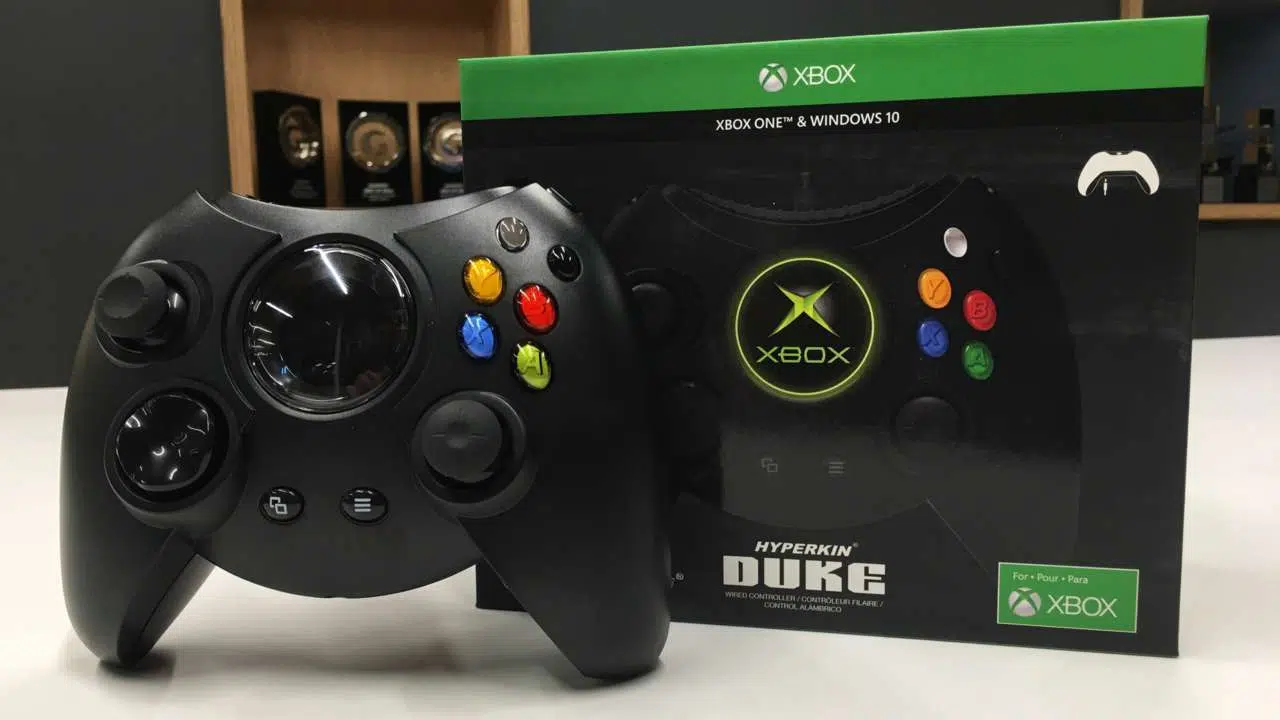 XBOX
XBOX ONE™ & WINDOWS 10
Y
X
A
Y
B
X
A
XBOX
HYPERKIN®
DUKE
WIRED CONTROLLER / CONTRÔLEUR FILAIRE /
CONTROL ALÁMBRICO
For • Pour • Para
XBOX